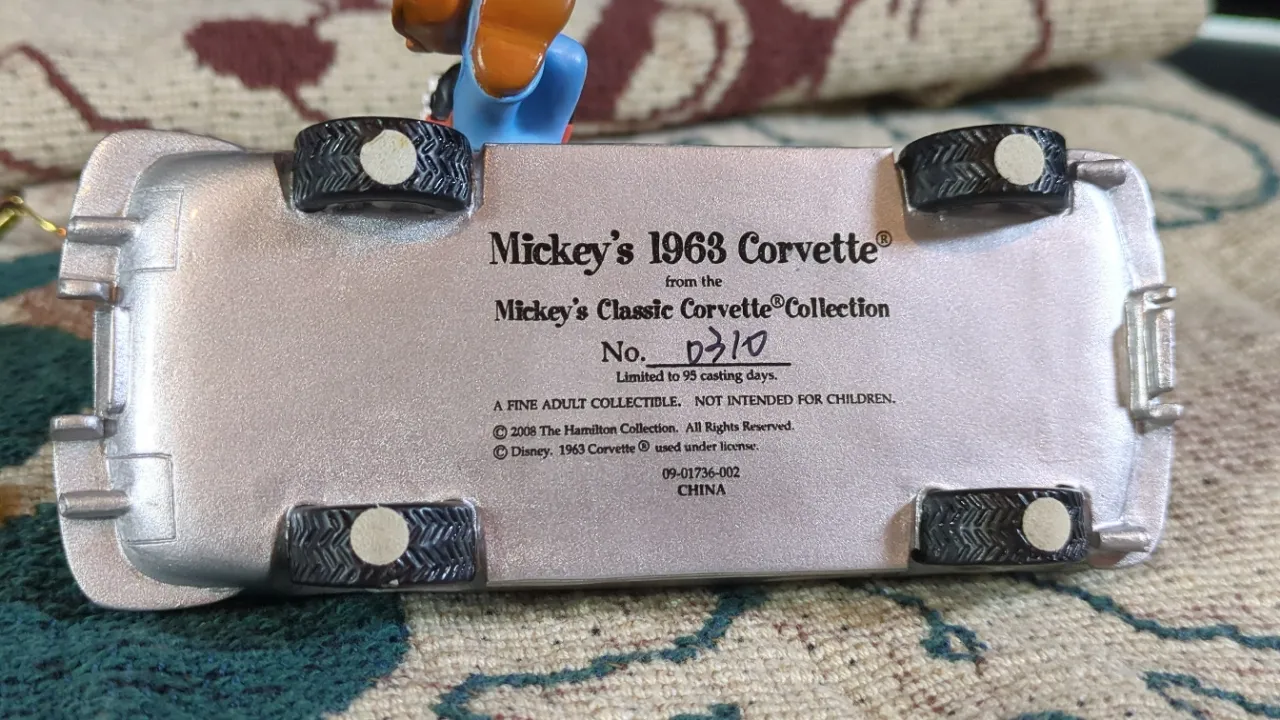 Mickey's 1963 Corvette®
from the
Mickey's Classic Corvette® Collection
No. 0310
Limited to 95 casting days.
A FINE ADULT COLLECTIBLE. NOT INTENDED FOR CHILDREN.
© 2008 The Hamilton Collection. All Rights Reserved.
© Disney. 1963 Corvette ® used under license.
09-01736-002
CHINA